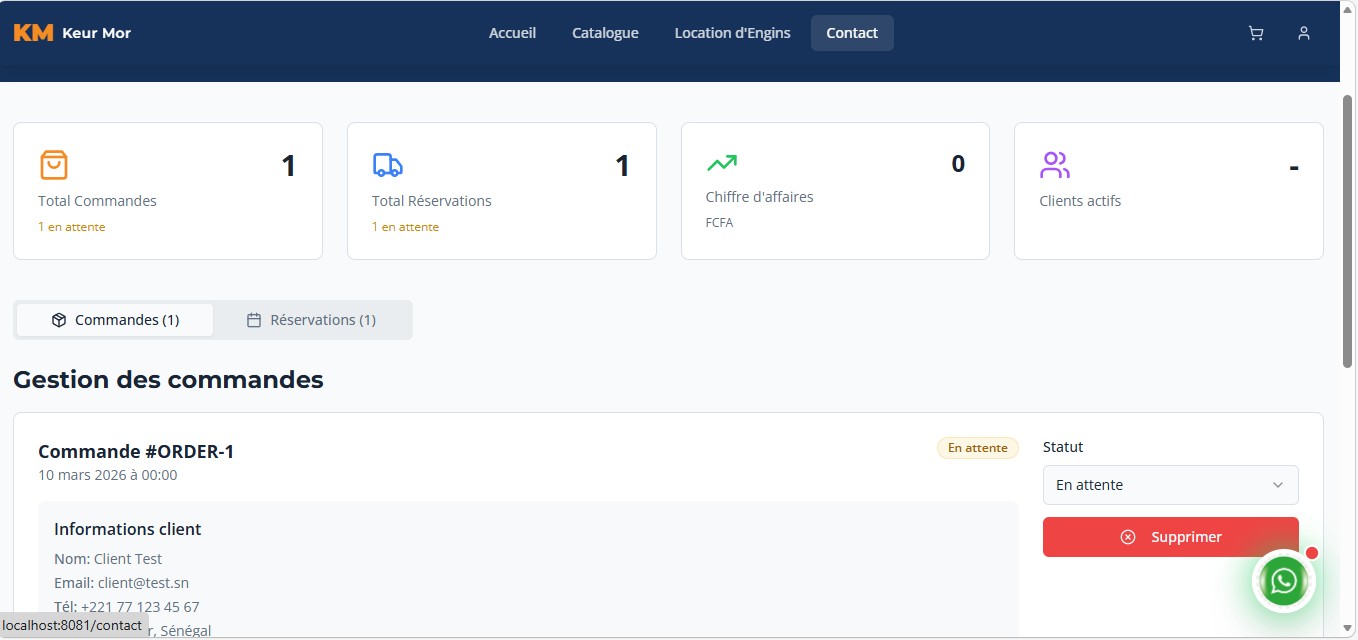 KM Keur Mor Accueil Catalogue Location d'Engins Contact
1 1 0 -
Total Commandes Total Réservations Chiffre d'affaires Clients actifs
1 en attente 1 en attente FCFA
Commandes (1) Réservations (1)
Gestion des commandes
Commande #ORDER-1 En attente Statut
10 mars 2026 à 00:00
En attente
Informations client
Supprimer
Nom: Client Test
Email: client@test.sn
Tél: +221 77 123 45 67
localhost:8081/contact
, Sénégal